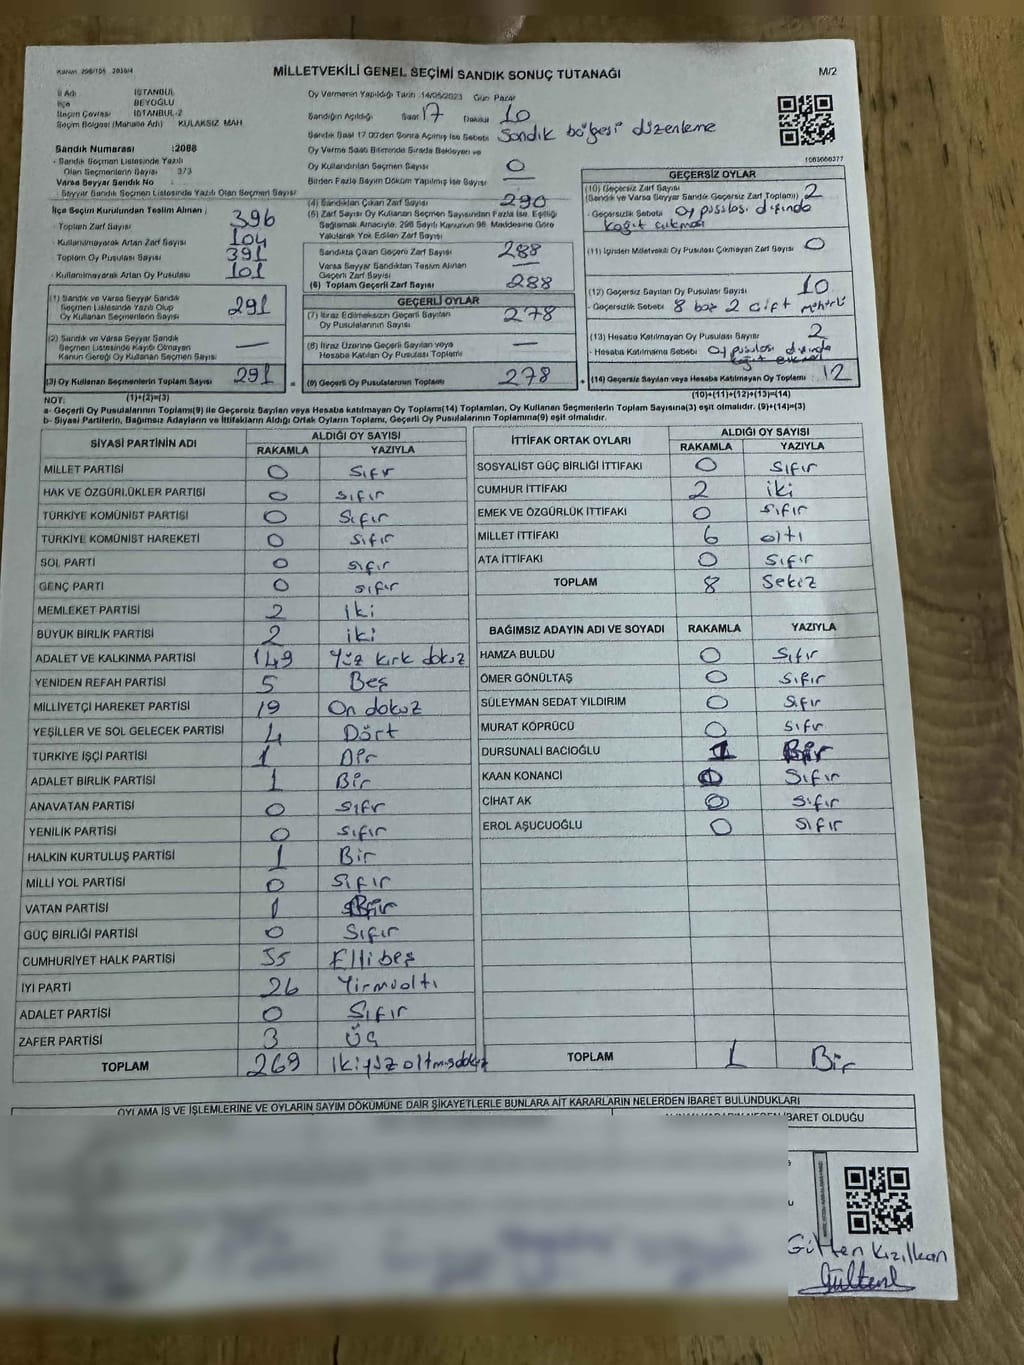 Kanun 298/105 2839/4
MİLLETVEKİLİ GENEL SEÇİMİ SANDIK SONUÇ TUTANAĞI
M/2
İl Adı İSTANBUL
İlçe BEYOĞLU
Seçim Çevresi İSTANBUL-2
Seçim Bölgesi (Mahalle Adı) KULAKSIZ MAH.
Sandık Numarası :2088
- Sandık Seçmen Listesinde Yazılı
Olan Seçmenlerin Sayısı 373
Varsa Seyyar Sandık No
- Seyyar Sandık Seçmen Listesinde Yazılı Olan Seçmen Sayısı
İlçe Seçim Kurulundan Teslim Alınan ;
- Toplam Zarf Sayısı 396
- Kullanılmayarak Artan Zarf Sayısı 104
- Toplam Oy Pusulası Sayısı 391
- Kullanılmayarak Artan Oy Pusulası 101
(1) Sandık ve Varsa Seyyar Sandık
Seçmen Listesinde Yazılı Olup
Oy Kullanan Seçmenlerin Sayısı 291
(2) Sandık ve Varsa Seyyar Sandık
Seçmen Listesinde Kayıtlı Olmayan
Kanun Gereği Oy Kullanan Seçmen Sayısı —
(3) Oy Kullanan Seçmenlerin Toplam Sayısı 291
Oy Vermenin Yapıldığı Tarih :14/05/2023 Gün Pazar
Sandığın Açıldığı Saat 17 Dakika 10
Sandık Saat 17.00'den Sonra Açılmış İse Sebebi Sandık bölgesi düzenleme
Oy Verme Saati Bitiminde Sırada Bekleyen ve
Oy Kullandırılan Seçmen Sayısı 0
Birden Fazla Sayım Döküm Yapılmış İse Sayısı —
(4) Sandıktan Çıkan Zarf Sayısı 290
(5) Zarf Sayısı Oy Kullanan Seçmen Sayısından Fazla İse, Eşitliği
Sağlamak Amacıyla, 298 Sayılı Kanunun 98. Maddesine Göre
Yakılarak Yok Edilen Zarf Sayısı
Sandıkta Çıkan Geçerli Zarf Sayısı 288
Varsa Seyyar Sandıktan Teslim Alınan
Geçerli Zarf Sayısı —
(6) Toplam Geçerli Zarf Sayısı 288
GEÇERLİ OYLAR
(7) İtiraz Edilmeksizin Geçerli Sayılan
Oy Pusulalarının Sayısı 278
(8) İtiraz Üzerine Geçerli Sayılan veya
Hesaba Katılan Oy Pusulası Toplamı —
= (9) Geçerli Oy Pusulalarının Toplamı 278
1063666377
GEÇERSİZ OYLAR
(10) Geçersiz Zarf Sayısı
(Sandık ve Varsa Seyyar Sandık Geçersiz Zarf Toplamı) 2
- Geçersizlik Sebebi Oy pusulası dışında
kağıt çıkması
(11) İçinden Milletvekili Oy Pusulası Çıkmayan Zarf Sayısı 0
(12) Geçersiz Sayılan Oy Pusulası Sayısı 10
- Geçersizlik Sebebi 8 boş 2 çift mühürlü
(13) Hesaba Katılmayan Oy Pusulası Sayısı 2
- Hesaba Katılmama Sebebi Oy pusulası dışında
kağıt
+ (14) Geçersiz Sayılan veya Hesaba Katılmayan Oy Toplamı 12
NOT: (1)+(2)=(3)
(10)+(11)+(12)+(13)=(14)
a- Geçerli Oy Pusulalarının Toplamı(9) ile Geçersiz Sayılan veya Hesaba Katılmayan Oy Toplamı(14) Toplamları, Oy Kullanan Seçmenlerin Toplam Sayısına(3) eşit olmalıdır. (9)+(14)=(3)
b- Siyasi Partilerin, Bağımsız Adayların ve İttifakların Aldığı Ortak Oyların Toplamı, Geçerli Oy Pusulalarının Toplamına(9) eşit olmalıdır.
SİYASİ PARTİNİN ADI ALDIĞI OY SAYISI
RAKAMLA YAZIYLA
MİLLET PARTİSİ 0 Sıfır
HAK VE ÖZGÜRLÜKLER PARTİSİ 0 sıfır
TÜRKİYE KOMÜNİST PARTİSİ 0 Sıfır
TÜRKİYE KOMÜNİST HAREKETİ 0 sıfır
SOL PARTİ 0 sıfır
GENÇ PARTİ 0 sıfır
MEMLEKET PARTİSİ 2 iki
BÜYÜK BİRLİK PARTİSİ 2 iki
ADALET VE KALKINMA PARTİSİ 149 Yüz kırk dokuz
YENİDEN REFAH PARTİSİ 5 Beş
MİLLİYETÇİ HAREKET PARTİSİ 19 On dokuz
YEŞİLLER VE SOL GELECEK PARTİSİ 4 Dört
TÜRKİYE İŞÇİ PARTİSİ 1 Bir
ADALET BİRLİK PARTİSİ 1 Bir
ANAVATAN PARTİSİ 0 sıfır
YENİLİK PARTİSİ 0 sıfır
HALKIN KURTULUŞ PARTİSİ 1 Bir
MİLLİ YOL PARTİSİ 0 Sıfır
VATAN PARTİSİ 1 Bir
GÜÇ BİRLİĞİ PARTİSİ 0 Sıfır
CUMHURİYET HALK PARTİSİ 55 Elli beş
İYİ PARTİ 26 Yirmialtı
ADALET PARTİSİ 0 Sıfır
ZAFER PARTİSİ 3 Üç
TOPLAM 269 ikiyüz altmışdokuz
İTTİFAK ORTAK OYLARI ALDIĞI OY SAYISI
RAKAMLA YAZIYLA
SOSYALİST GÜÇ BİRLİĞİ İTTİFAKI 0 Sıfır
CUMHUR İTTİFAKI 2 iki
EMEK VE ÖZGÜRLÜK İTTİFAKI 0 sıfır
MİLLET İTTİFAKI 6 altı
ATA İTTİFAKI 0 Sıfır
TOPLAM 8 Sekiz
BAĞIMSIZ ADAYIN ADI VE SOYADI RAKAMLA YAZIYLA
HAMZA BULDU 0 Sıfır
ÖMER GÖNÜLTAŞ 0 sıfır
SÜLEYMAN SEDAT YILDIRIM 0 Sıfır
MURAT KÖPRÜCÜ 0 sıfır
DURSUNALİ BACIOĞLU 1 Bir
KAAN KONANCİ 0 Sıfır
CİHAT AK 0 sıfır
EROL AŞUCUOĞLU 0 sıfır
TOPLAM 1 Bir
OYLAMA İŞ VE İŞLEMLERİNE VE OYLARIN SAYIM DÖKÜMÜNE DAİR ŞİKAYETLERLE BUNLARA AİT KARARLARIN NELERDEN İBARET BULUNDUKLARI
İBARET OLDUĞU
Gülten Kızılkan